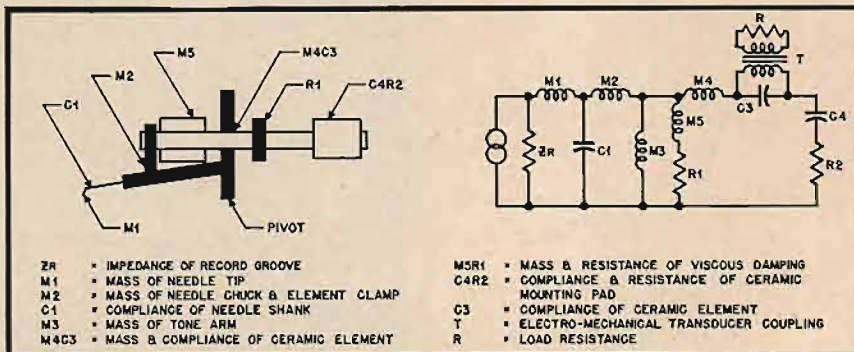 M5
M4C3
M2
R1
C4R2
C1
M1
PIVOT
R
T
M1
M2
M4
C3
M5
C4
ZR
C1
M3
R1
R2
ZR = IMPEDANCE OF RECORD GROOVE
M1 = MASS OF NEEDLE TIP
M2 = MASS OF NEEDLE CHUCK & ELEMENT CLAMP
C1 = COMPLIANCE OF NEEDLE SHANK
M3 = MASS OF TONE ARM
M4C3 = MASS & COMPLIANCE OF CERAMIC ELEMENT
M5R1 = MASS & RESISTANCE OF VISCOUS DAMPING
C4R2 = COMPLIANCE & RESISTANCE OF CERAMIC
MOUNTING PAD
C3 = COMPLIANCE OF CERAMIC ELEMENT
T = ELECTRO-MECHANICAL TRANSDUCER COUPLING
R = LOAD RESISTANCE